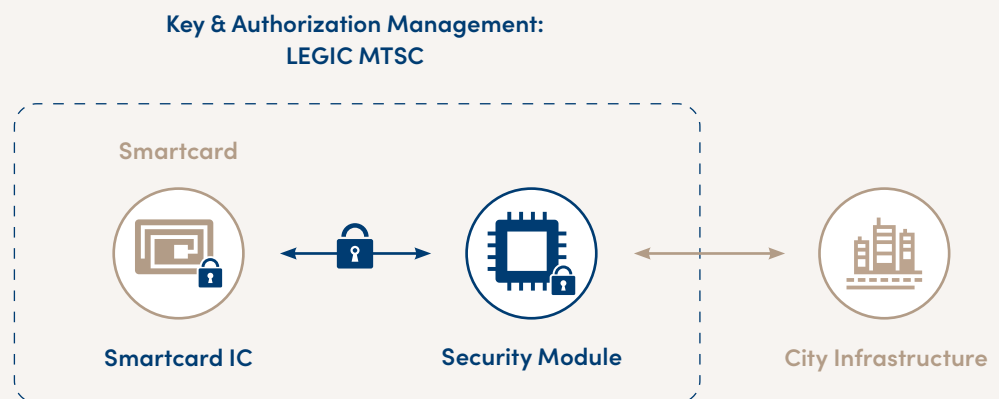 Key & Authorization Management:
LEGIC MTSC
Smartcard
Smartcard IC
Security Module
City Infrastructure